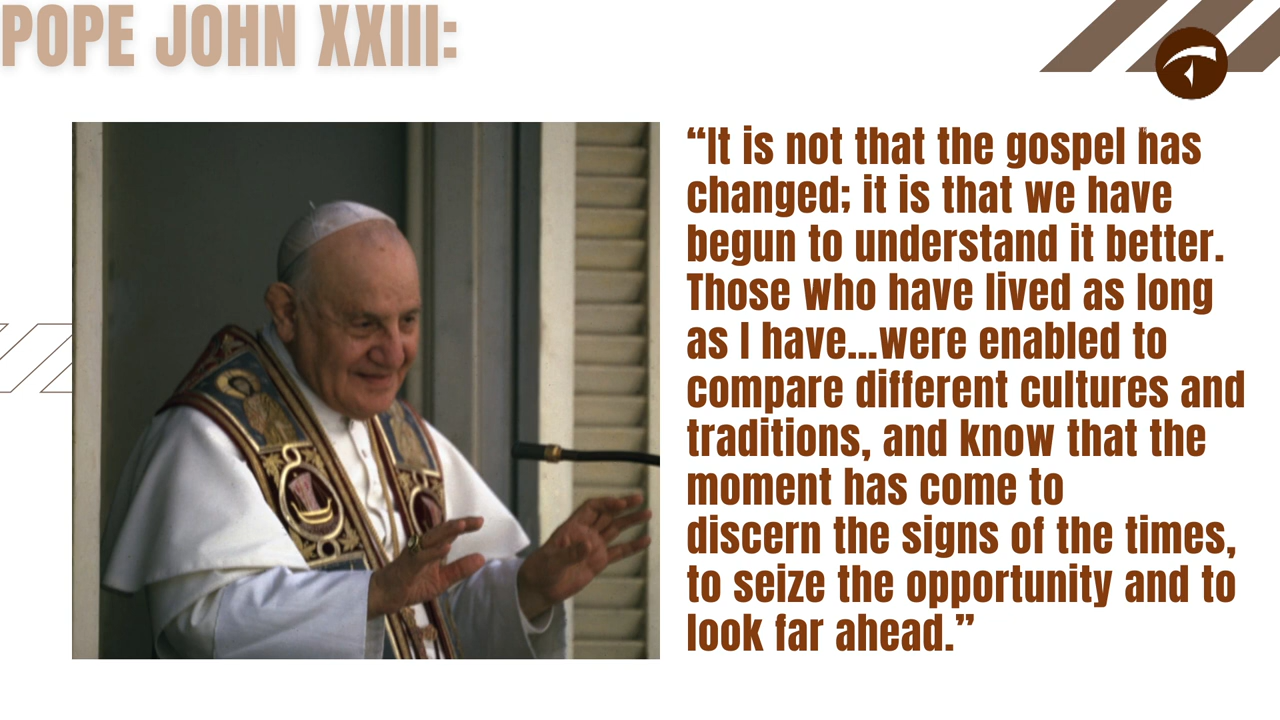 POPE JOHN XXIII:
“It is not that the gospel has
changed; it is that we have
begun to understand it better.
Those who have lived as long
as I have...were enabled to
compare different cultures and
traditions, and know that the
moment has come to
discern the signs of the times,
to seize the opportunity and to
look far ahead.”